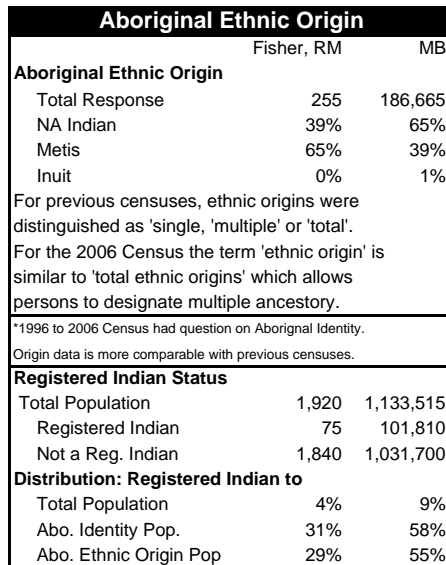 Aboriginal Ethnic Origin
Fisher, RM MB
Aboriginal Ethnic Origin
Total Response 255 186,665
NA Indian 39% 65%
Metis 65% 39%
Inuit 0% 1%
For previous censuses, ethnic origins were
distinguished as 'single, 'multiple' or 'total'.
For the 2006 Census the term 'ethnic origin' is
similar to 'total ethnic origins' which allows
persons to designate multiple ancestory.
*1996 to 2006 Census had question on Aborignal Identity.
Origin data is more comparable with previous censuses.
Registered Indian Status
Total Population 1,920 1,133,515
Registered Indian 75 101,810
Not a Reg. Indian 1,840 1,031,700
Distribution: Registered Indian to
Total Population 4% 9%
Abo. Identity Pop. 31% 58%
Abo. Ethnic Origin Pop 29% 55%